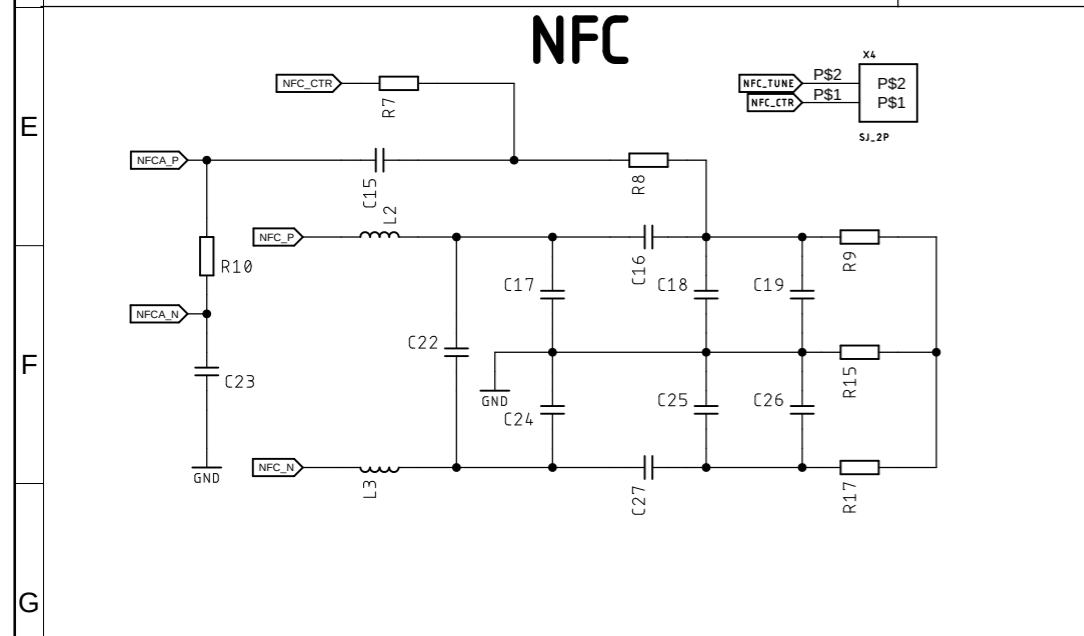 NFC
X4
NFC_CTR
R7
NFC_TUNE
P$2
P$2
NFC_CTR
P$1
P$1
SJ_2P
E
NFCA_P
C15
R8
L2
NFC_P
R10
C16
R9
C17
C18
C19
NFCA_N
C22
F
C23
GND
R15
C24
C25
C26
NFC_N
GND
L3
C27
R17
G